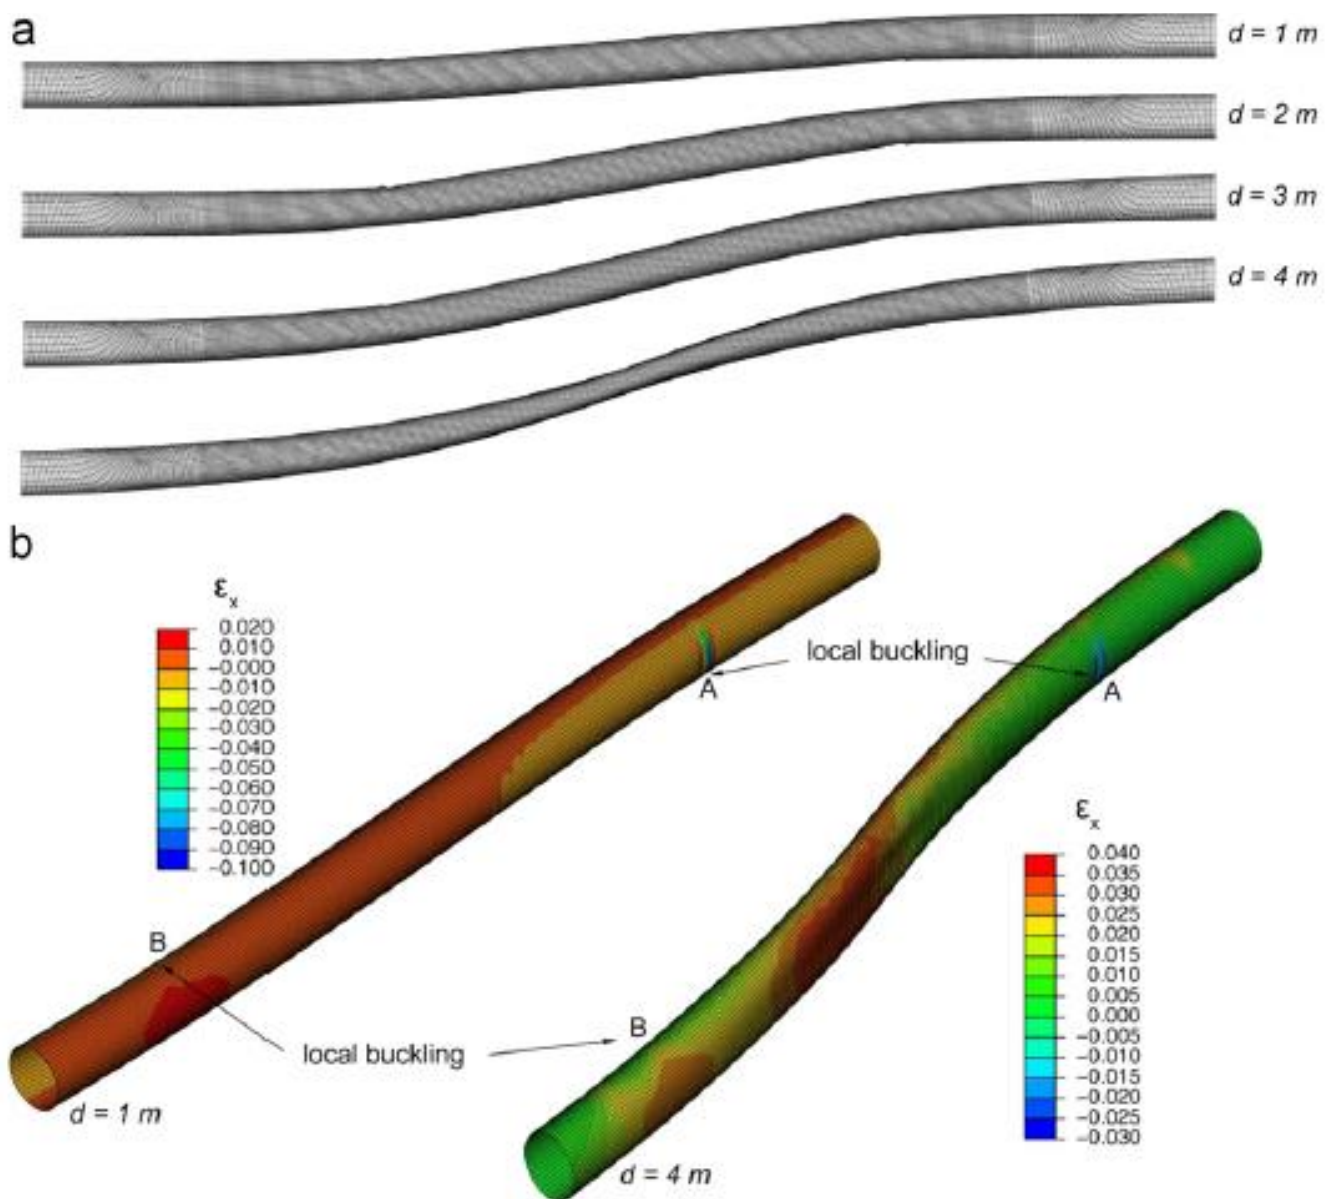 a
d = 1 m
d = 2 m
d = 3 m
d = 4 m
b
εx
0.020
0.010
-0.000
-0.010
-0.020
-0.030
-0.040
-0.050
-0.060
-0.070
-0.080
-0.090
-0.100
local buckling
A
A
εx
0.040
0.035
0.030
0.025
0.020
0.015
0.010
0.005
0.000
-0.005
-0.010
-0.015
-0.020
-0.025
-0.030
B
B
local buckling
d = 1 m
d = 4 m